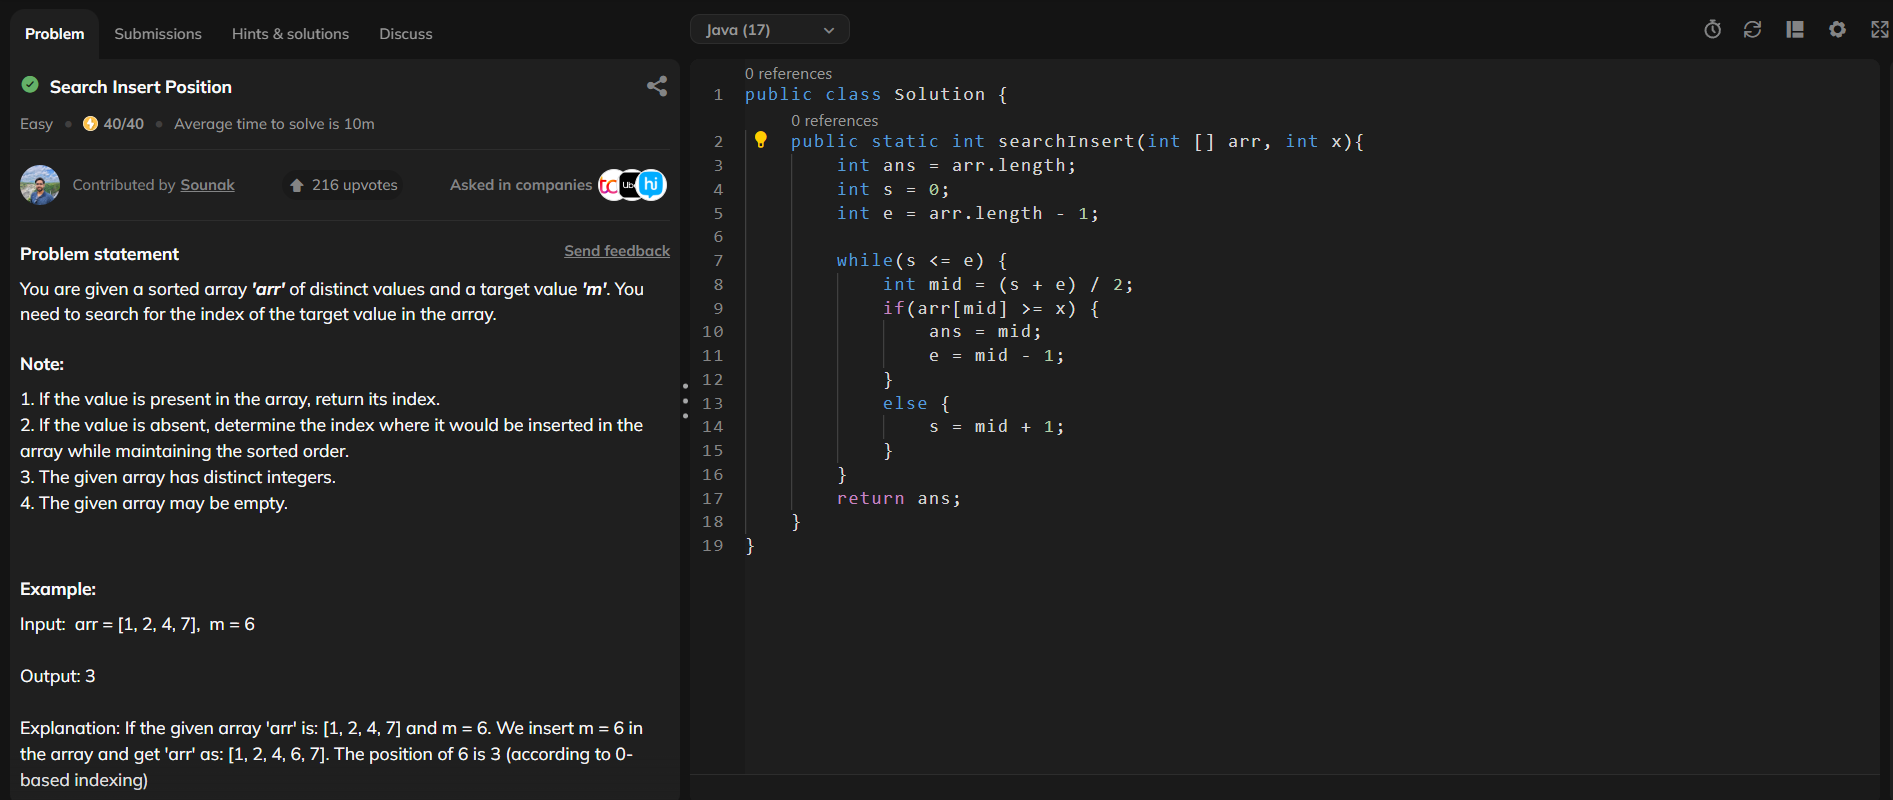 Problem
Submissions
Hints & solutions
Discuss
Search Insert Position
Easy • 40/40 • Average time to solve is 10m
Contributed by Sounak
216 upvotes
Asked in companies
tc
Ub
hi
Problem statement
Send feedback
You are given a sorted array 'arr' of distinct values and a target value 'm'. You
need to search for the index of the target value in the array.
Note:
1. If the value is present in the array, return its index.
2. If the value is absent, determine the index where it would be inserted in the
array while maintaining the sorted order.
3. The given array has distinct integers.
4. The given array may be empty.
Example:
Input: arr = [1, 2, 4, 7], m = 6
Output: 3
Explanation: If the given array 'arr' is: [1, 2, 4, 7] and m = 6. We insert m = 6 in
the array and get 'arr' as: [1, 2, 4, 6, 7]. The position of 6 is 3 (according to 0-
based indexing)
Java (17)
0 references
1 public class Solution {
0 references
2 public static int searchInsert(int [] arr, int x){
3 int ans = arr.length;
4 int s = 0;
5 int e = arr.length - 1;
6
7 while(s <= e) {
8 int mid = (s + e) / 2;
9 if(arr[mid] >= x) {
10 ans = mid;
11 e = mid - 1;
12 }
13 else {
14 s = mid + 1;
15 }
16 }
17 return ans;
18 }
19 }